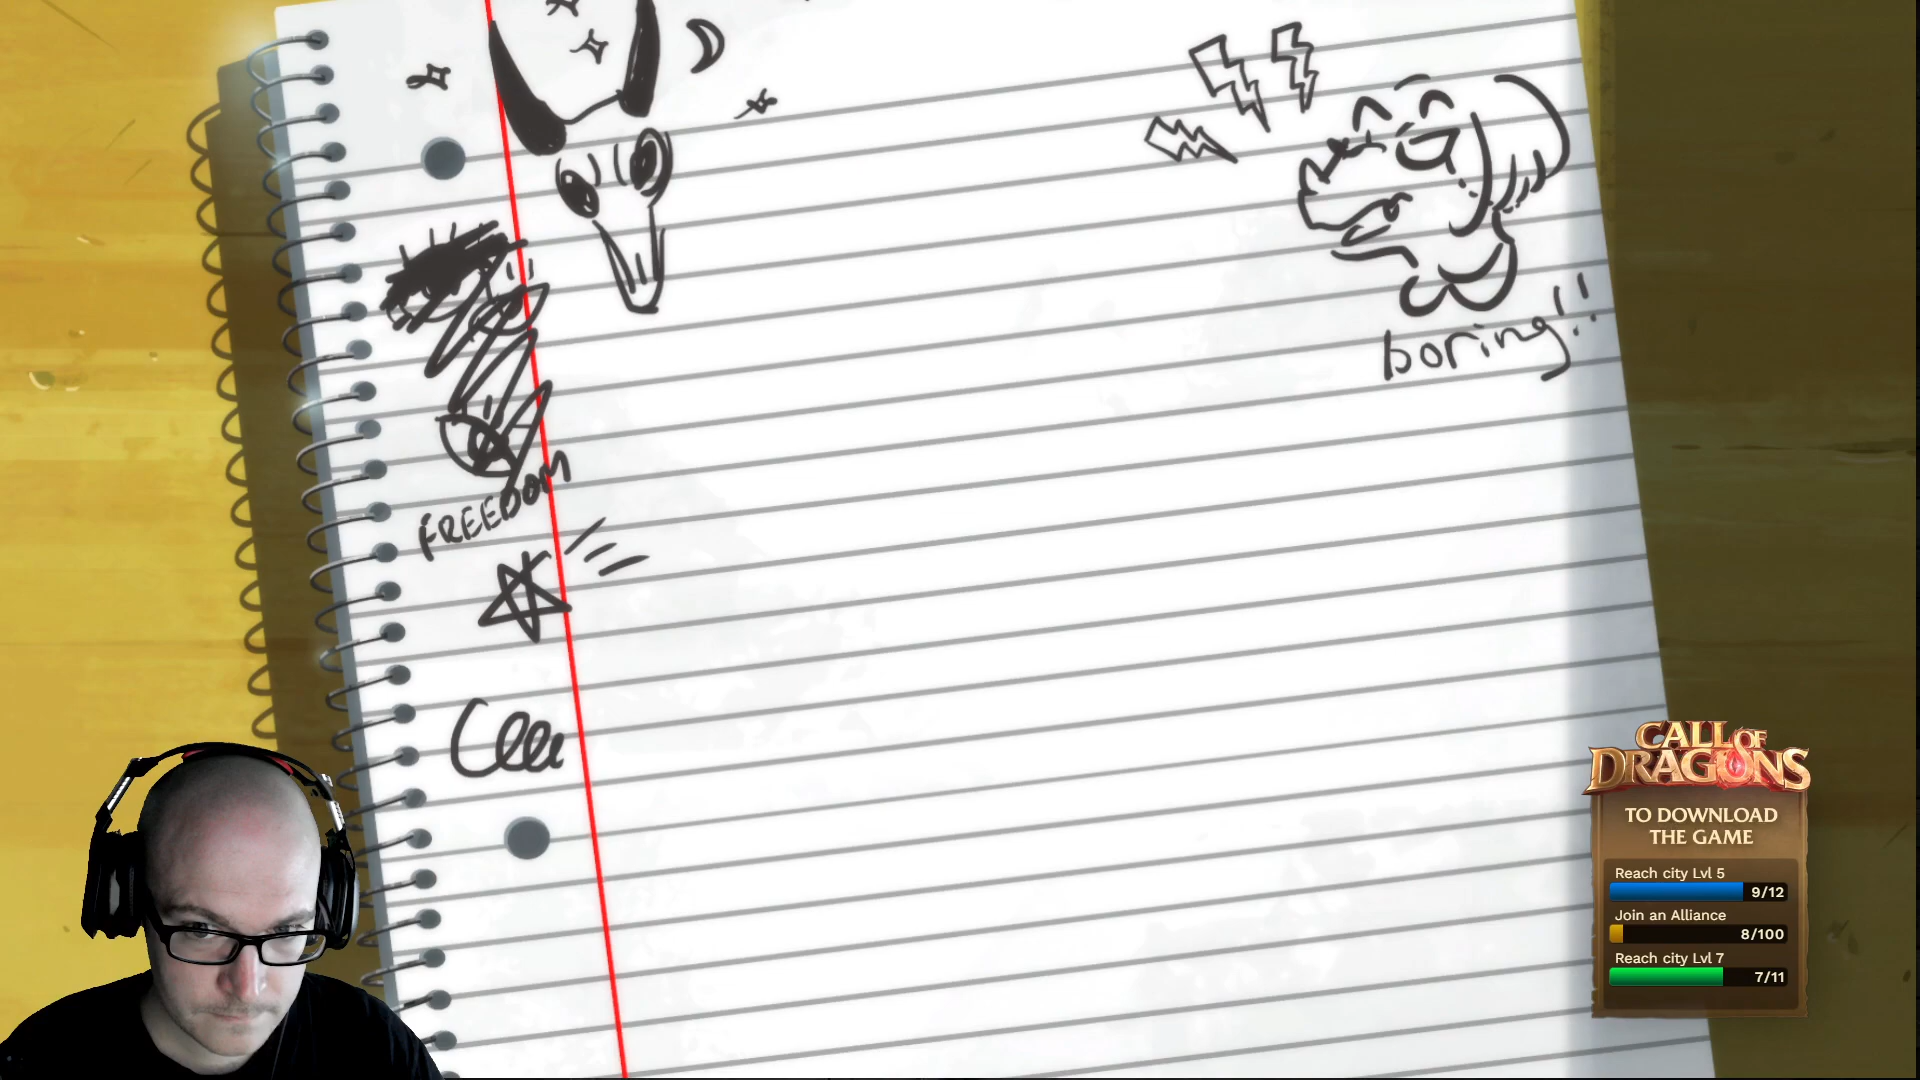 boring!!
FREEDOM
CALL OF
DRAGONS
TO DOWNLOAD
THE GAME
Reach city Lvl 5
9/12
Join an Alliance
8/100
Reach city Lvl 7
7/11